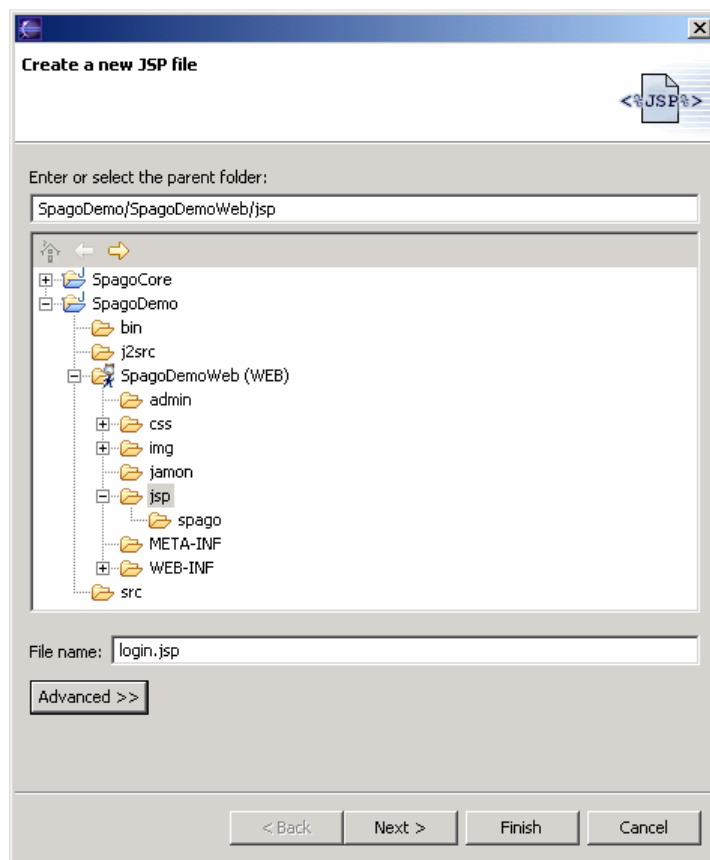 Create a new JSP file
<%JSP%>
Enter or select the parent folder:
SpagoDemo/SpagoDemoWeb/jsp
SpagoCore
SpagoDemo
bin
j2src
SpagoDemoWeb (WEB)
admin
css
img
jamon
jsp
spago
META-INF
WEB-INF
src
File name: login.jsp
Advanced >>
< Back Next > Finish Cancel